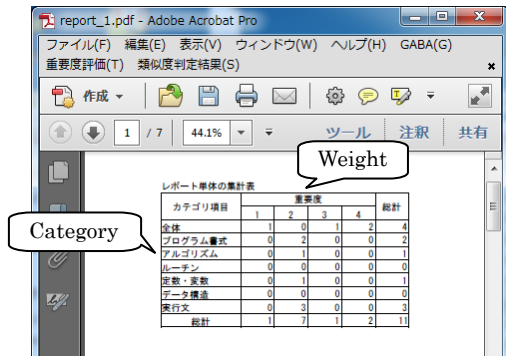 report_1.pdf - Adobe Acrobat Pro
ファイル(F) 編集(E) 表示(V) ウィンドウ(W) ヘルプ(H) GABA(G)
重要度評価(T) 類似度判定結果(S)
作成
1 / 7 44.1% ツール 注釈 共有
Weight
レポート単体の集計表
カテゴリ項目 重要度 総計
1 2 3 4
Category
全体 1 0 1 2 4
プログラム書式 0 2 0 0 2
アルゴリズム 0 1 0 0 1
ルーチン 0 0 0 0 0
定数・変数 0 1 0 0 1
データ構造 0 0 0 0 0
実行文 0 3 0 0 3
総計 1 7 1 2 11